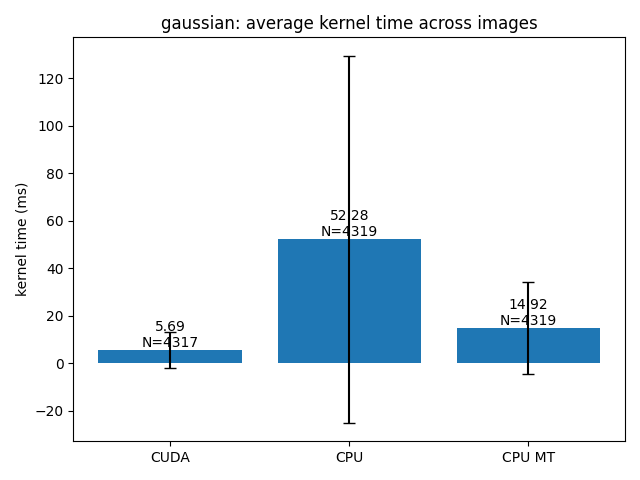 gaussian: average kernel time across images
kernel time (ms)
120
100
80
60
40
20
0
−20
52.28
N=4319
14.92
N=4319
5.69
N=4317
CUDA
CPU
CPU MT